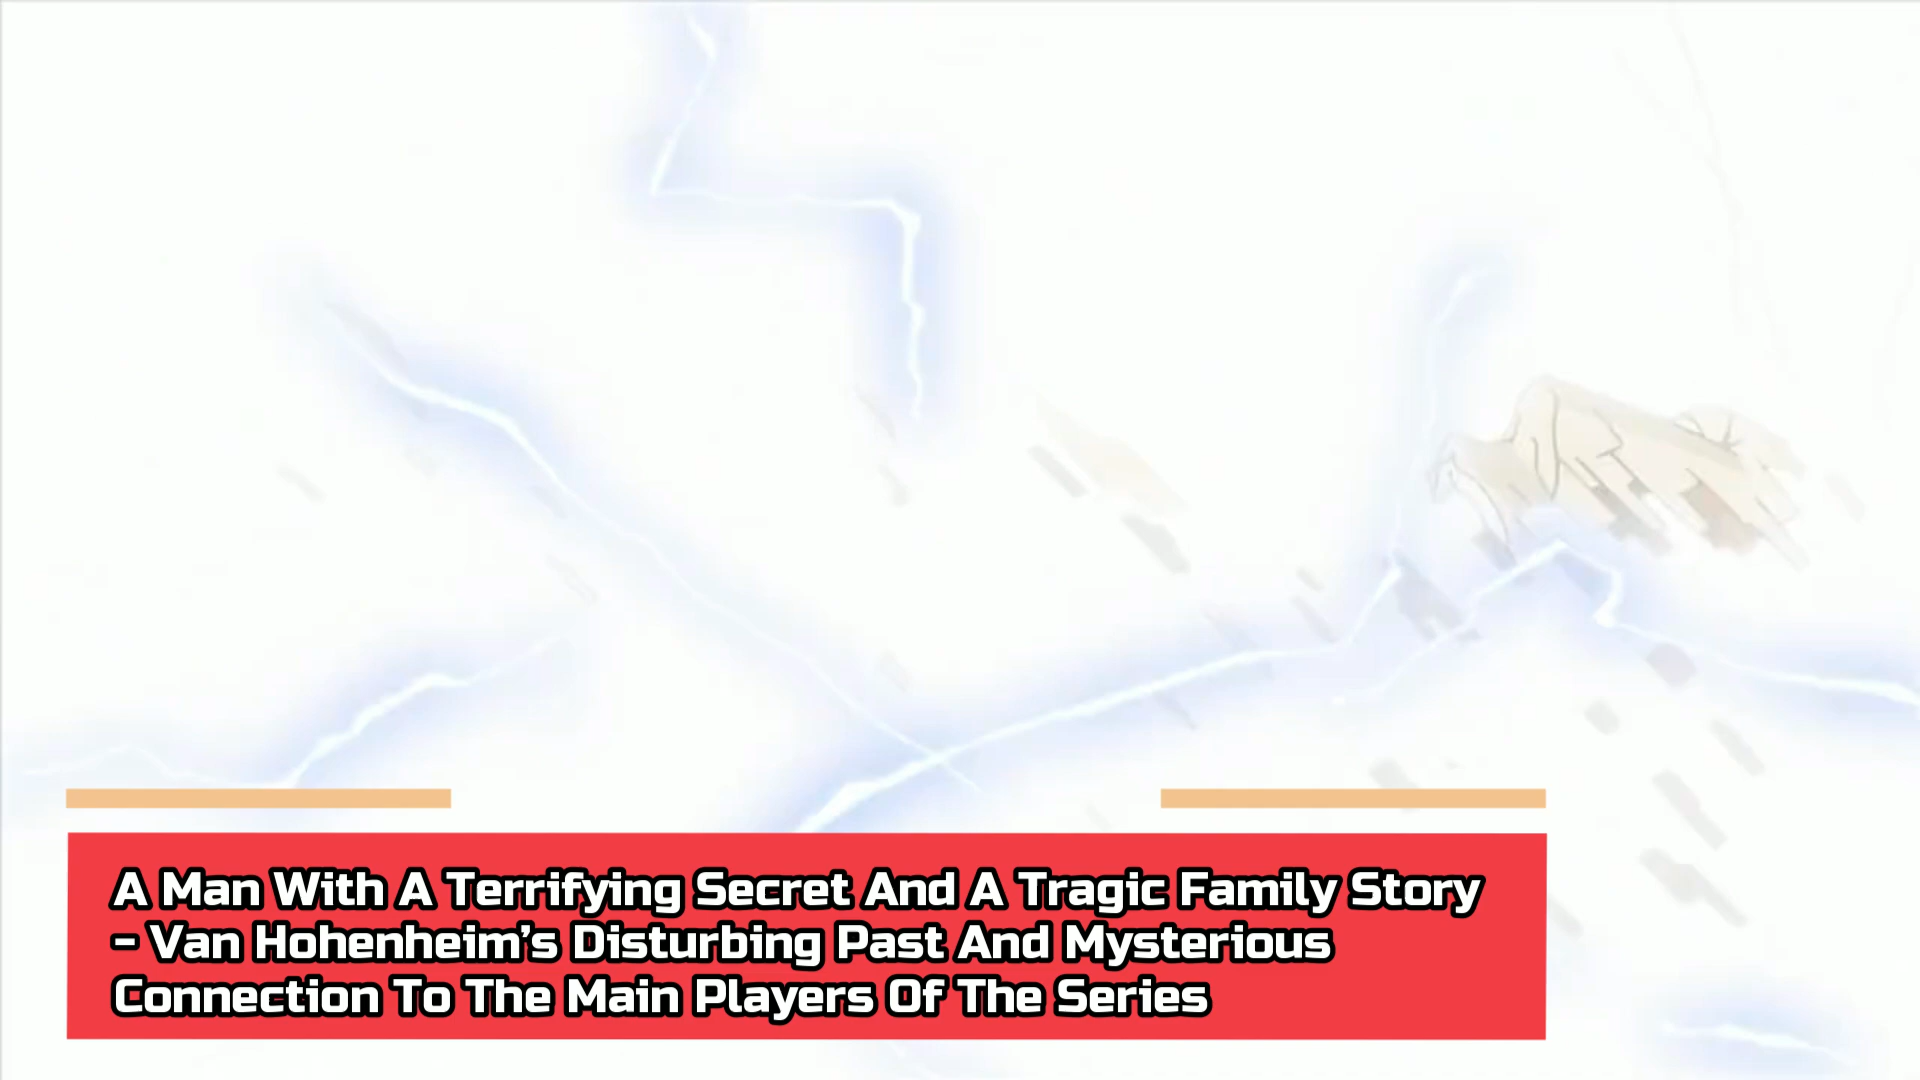 A Man With A Terrifying Secret And A Tragic Family Story
- Van Hohenheim’s Disturbing Past And Mysterious
Connection To The Main Players Of The Series